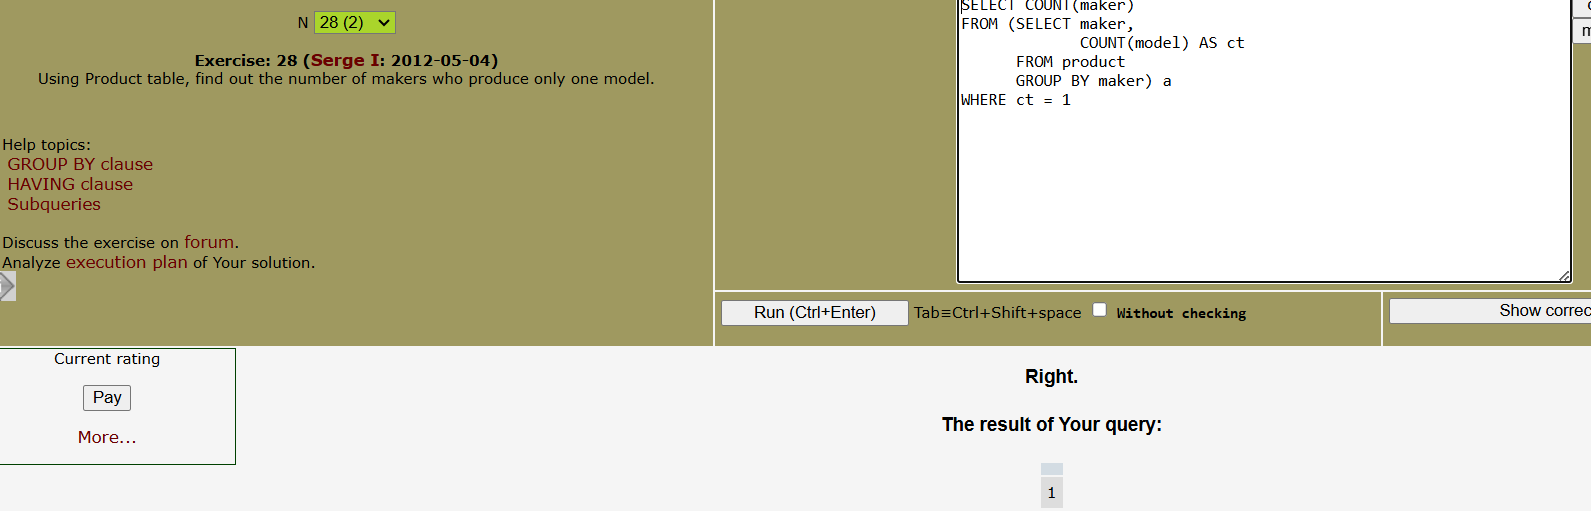 N 28 (2)
Exercise: 28 (Serge I: 2012-05-04)
Using Product table, find out the number of makers who produce only one model.
Help topics:
GROUP BY clause
HAVING clause
Subqueries
Discuss the exercise on forum.
Analyze execution plan of Your solution.
SELECT COUNT(maker)
FROM (SELECT maker,
COUNT(model) AS ct
FROM product
GROUP BY maker) a
WHERE ct = 1
Run (Ctrl+Enter) Tab≡Ctrl+Shift+space Without checking
Show correc
Current rating
Pay
More...
Right.
The result of Your query:
1